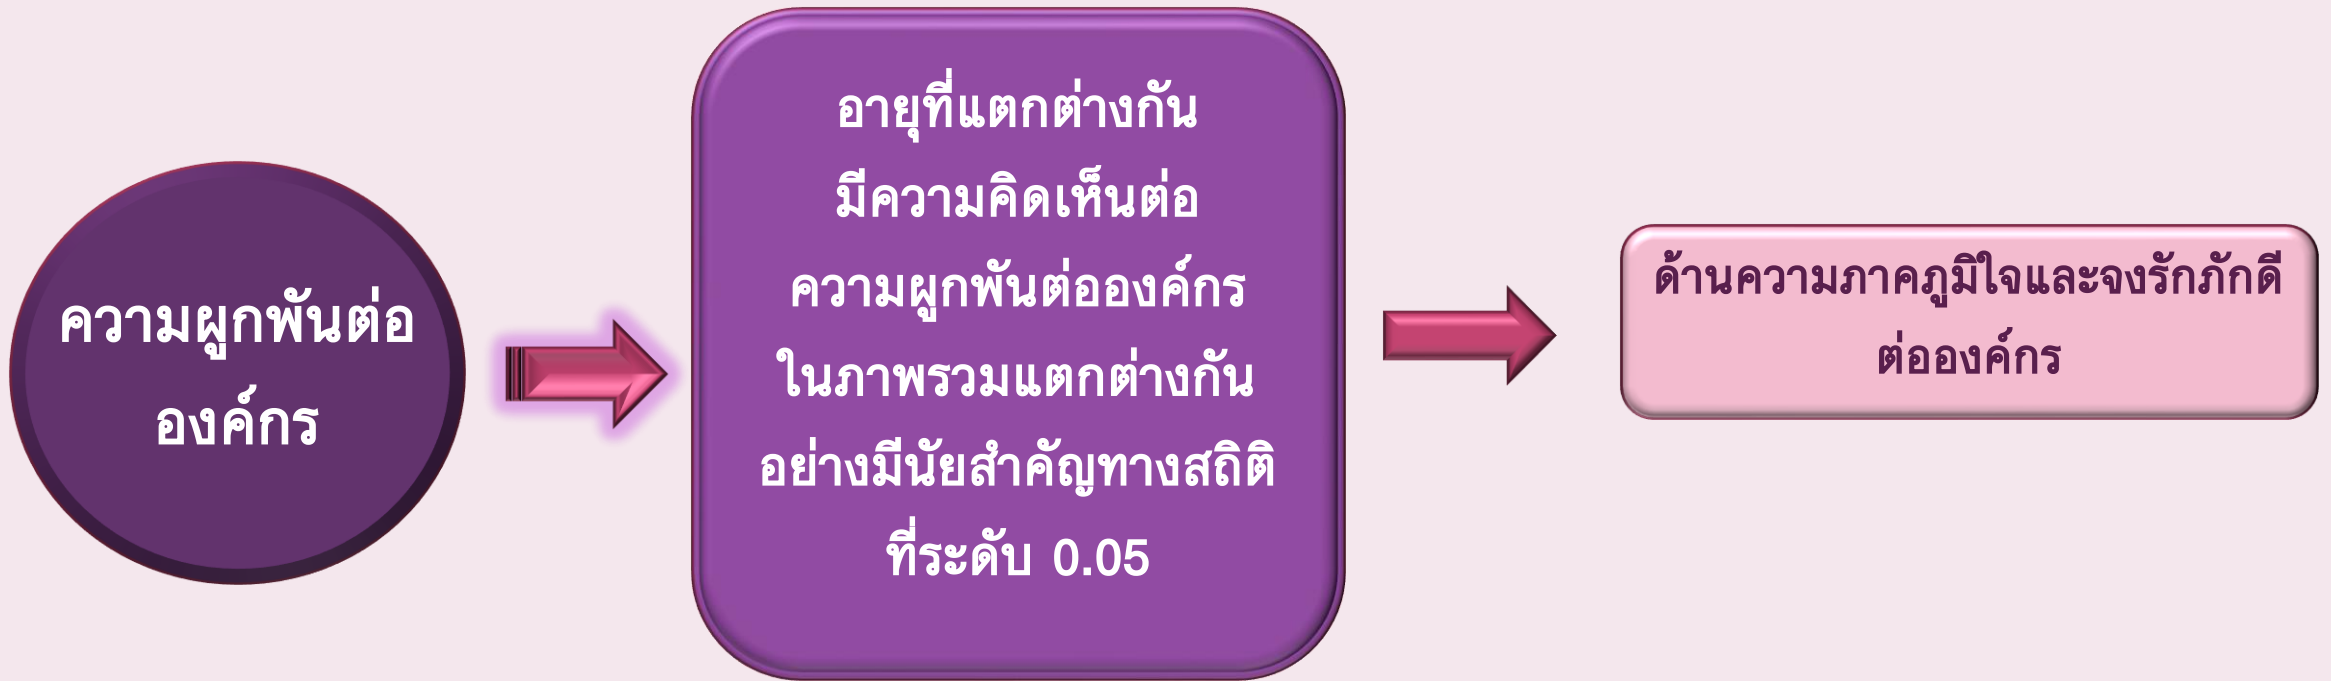 ความผูกพันต่อ
องค์กร
อายุที่แตกต่างกัน
มีความคิดเห็นต่อ
ความผูกพันต่อองค์กร
ในภาพรวมแตกต่างกัน
อย่างมีนัยสำคัญทางสถิติ
ที่ระดับ 0.05
ด้านความภาคภูมิใจและจงรักภักดี
ต่อองค์กร